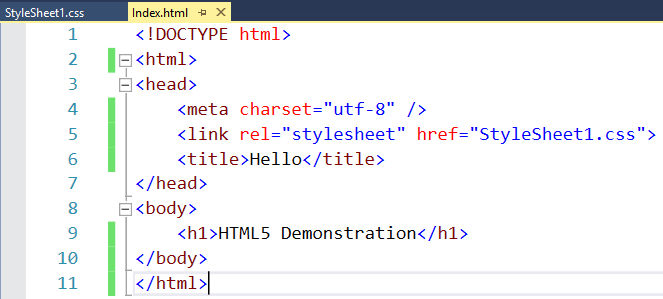 StyleSheet1.css Index.html
1 <!DOCTYPE html>
2 <html>
3 <head>
4 <meta charset="utf-8" />
5 <link rel="stylesheet" href="StyleSheet1.css">
6 <title>Hello</title>
7 </head>
8 <body>
9 <h1>HTML5 Demonstration</h1>
10 </body>
11 </html>